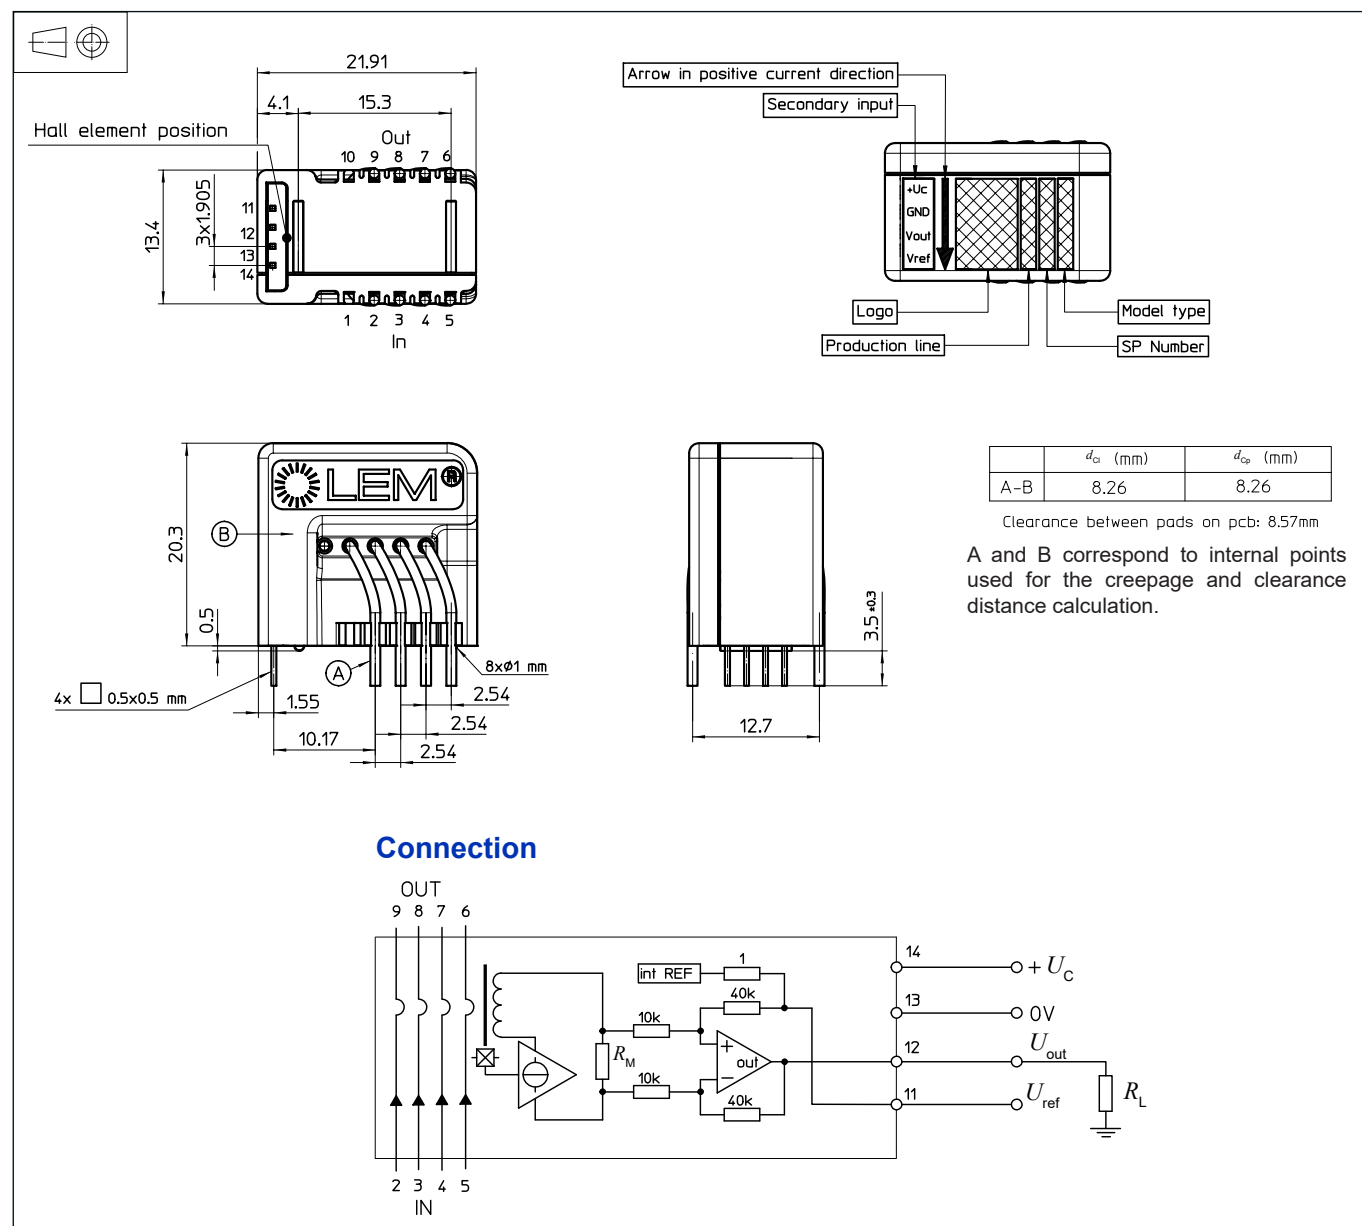 21.91
4.1
15.3
Hall element position
Out
10 9 8 7 6
11
12
13
14
3x1.905
13.4
1 2 3 4 5
In
Arrow in positive current direction
Secondary input
+Uc
GND
Vout
Vref
Logo
Model type
Production line
SP Number
LEM®
B
20.3
0.5
A
8xø1 mm
4x □ 0.5x0.5 mm
1.55
2.54
10.17
2.54
2.54
3.5 ±0.3
12.7
dCl (mm) dCp (mm)
A-B 8.26 8.26
Clearance between pads on pcb: 8.57mm
A and B correspond to internal points
used for the creepage and clearance
distance calculation.
Connection
OUT
9 8 7 6
int REF
1
14
+ UC
40k
13
0V
10k
+
RM
out
12
Uout
10k
−
40k
11
Uref
RL
2 3 4 5
IN